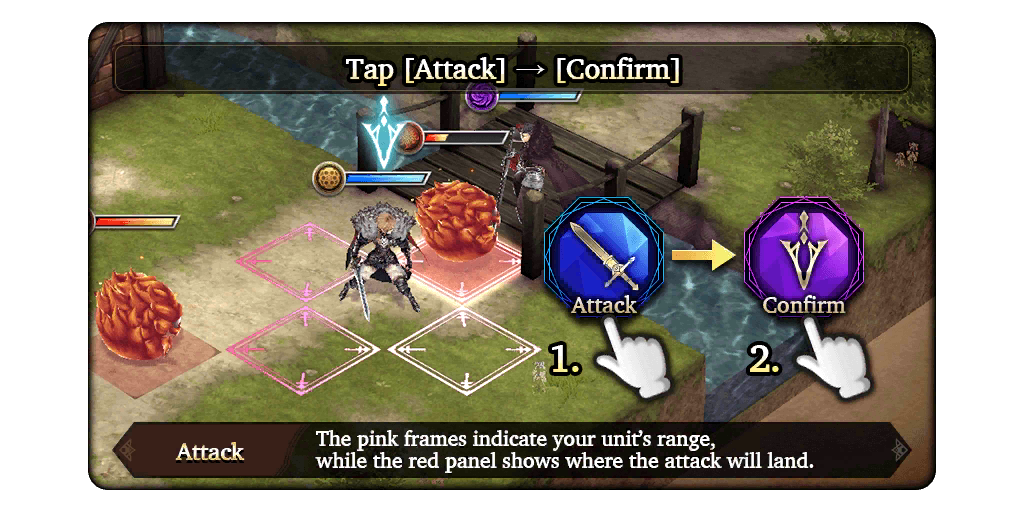 Tap [Attack] → [Confirm]
Attack
Confirm
1.
2.
Attack
The pink frames indicate your unit's range,
while the red panel shows where the attack will land.